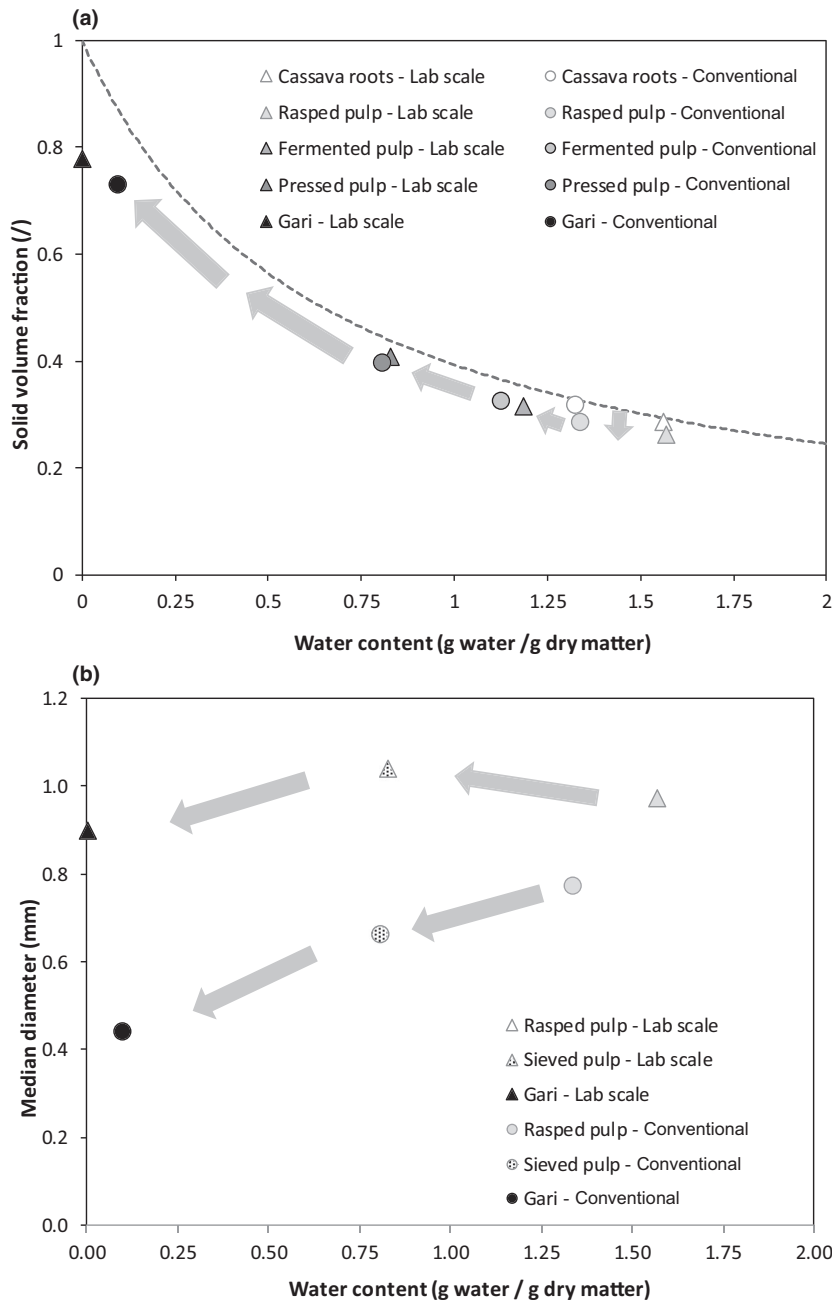 (a)
1
0.8
0.6
0.4
0.2
0
Solid volume fraction (/)
Cassava roots - Lab scale
Cassava roots - Conventional
Rasped pulp - Lab scale
Rasped pulp - Conventional
Fermented pulp - Lab scale
Fermented pulp - Conventional
Pressed pulp - Lab scale
Pressed pulp - Conventional
Gari - Lab scale
Gari - Conventional
0 0.25 0.5 0.75 1 1.25 1.5 1.75 2
Water content (g water /g dry matter)
(b)
1.2
1.0
0.8
0.6
0.4
0.2
0.0
Median diameter (mm)
Rasped pulp - Lab scale
Sieved pulp - Lab scale
Gari - Lab scale
Rasped pulp - Conventional
Sieved pulp - Conventional
Gari - Conventional
0.00 0.25 0.50 0.75 1.00 1.25 1.50 1.75 2.00
Water content (g water / g dry matter)